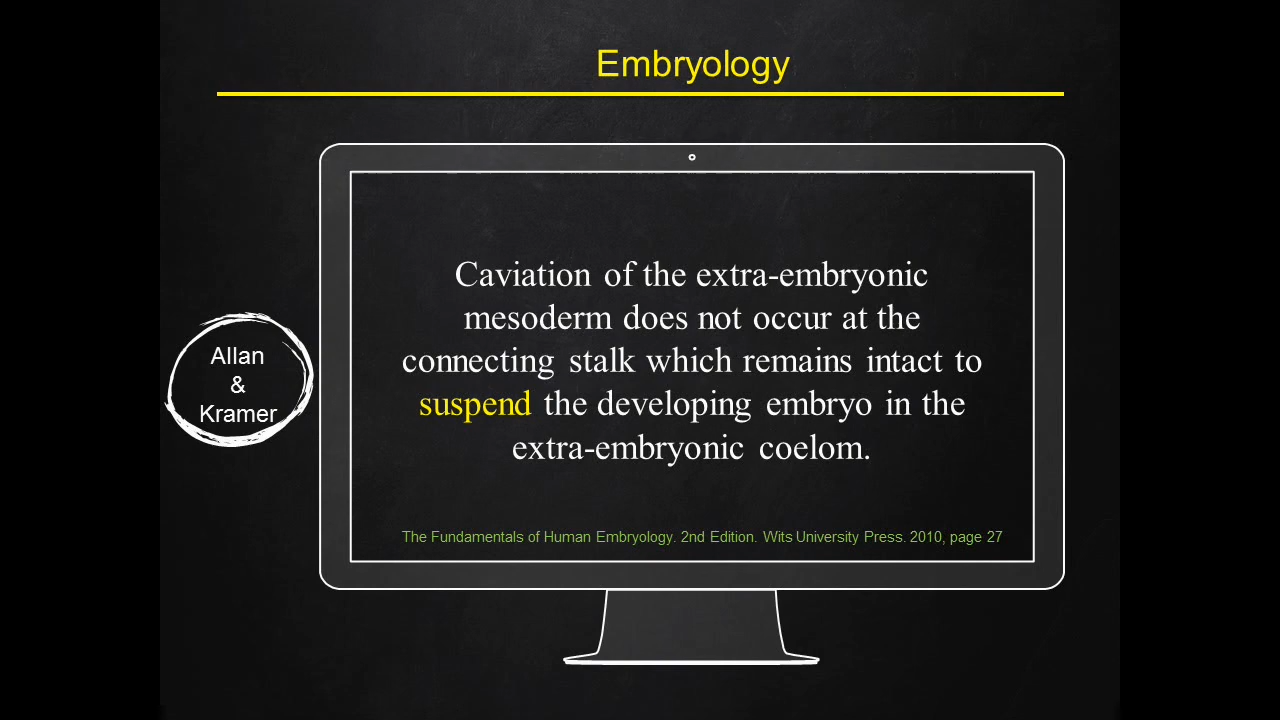 Embryology
Allan
&
Kramer
Caviation of the extra-embryonic
mesoderm does not occur at the
connecting stalk which remains intact to
suspend the developing embryo in the
extra-embryonic coelom.
The Fundamentals of Human Embryology. 2nd Edition. Wits University Press. 2010, page 27